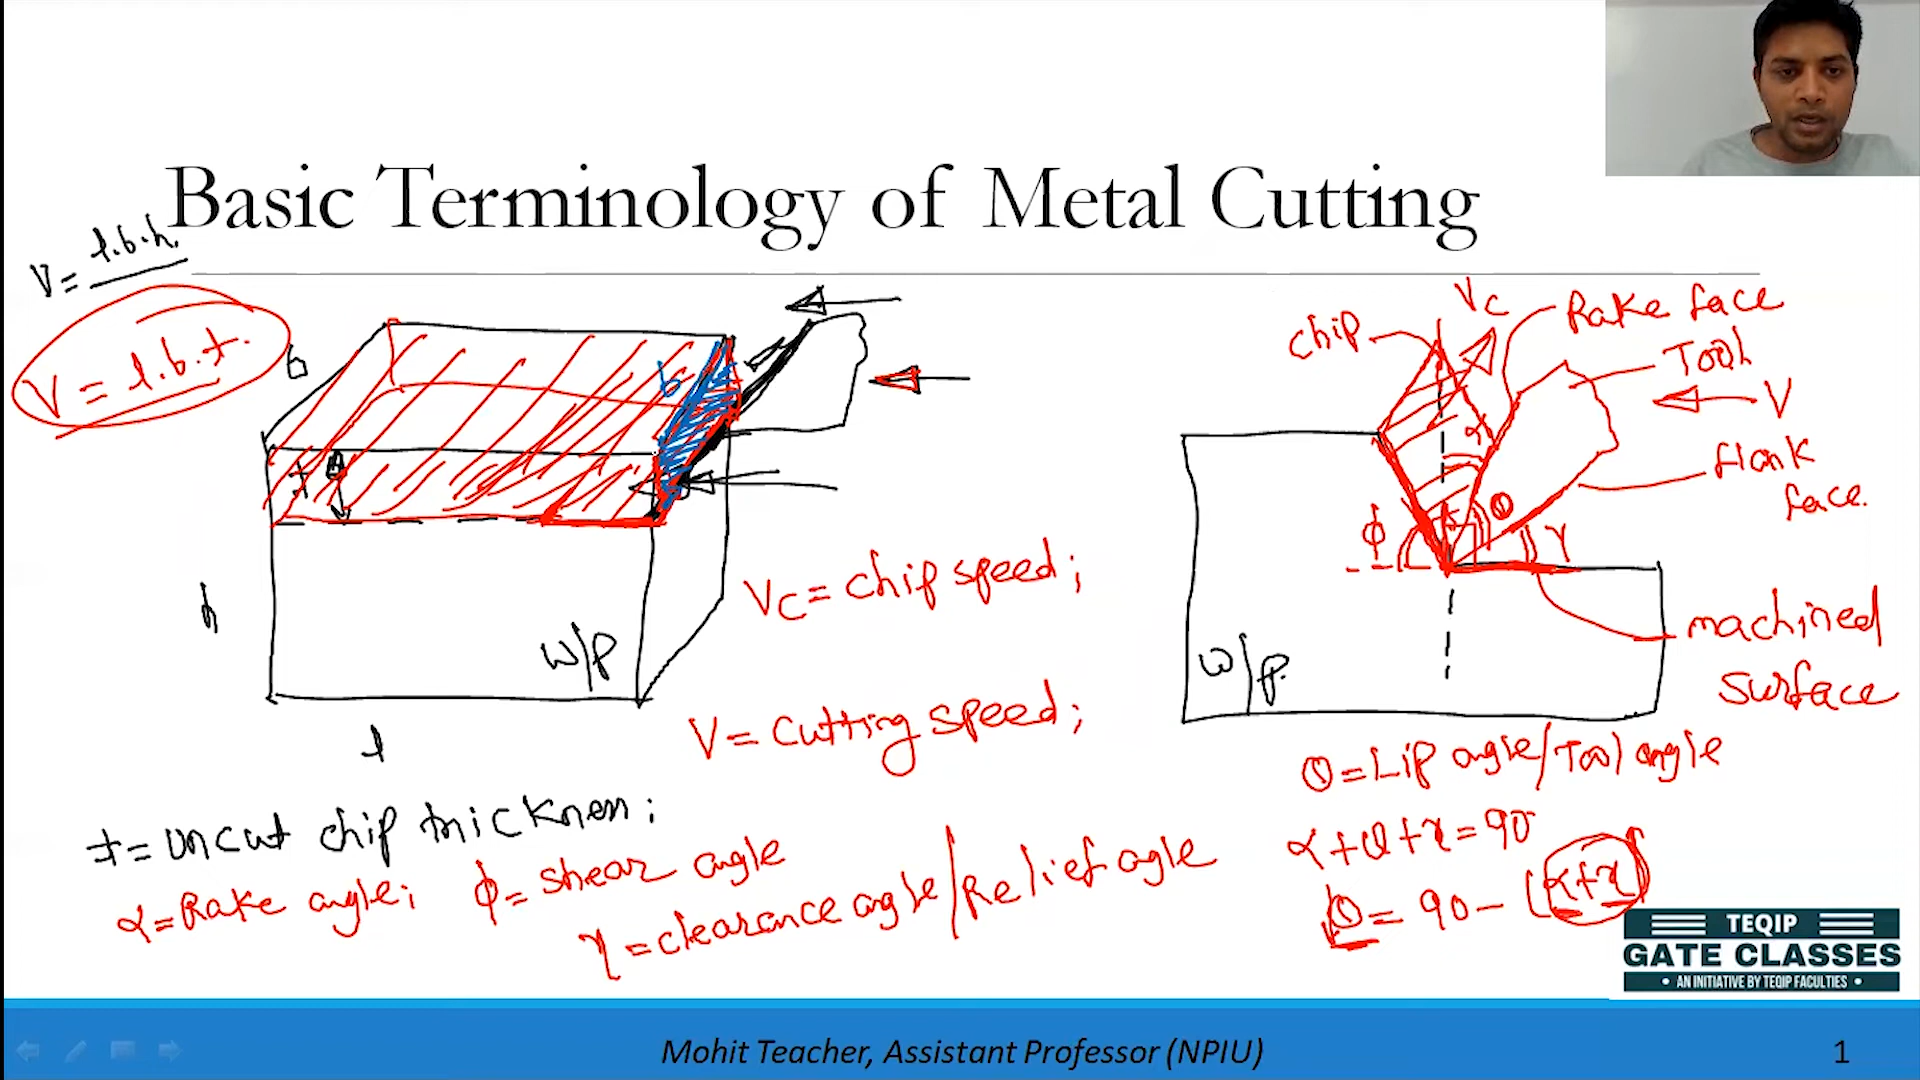 Basic Terminology of Metal Cutting
V = l.b.h.
V = l.b.t.
b
b
t
h
l
W/P
Vc = chip speed;
V = cutting speed;
t = uncut chip thickness;
α = Rake angle; ϕ = shear angle
γ = clearance angle/Relief agle
chip
Vc
Rake face
Tool
V
flank
face.
α
θ
ϕ
γ
machined
surface
W/P.
θ = Lip angle/Tool angle
α + θ + γ = 90°
θ = 90 - (α+γ)
TEQIP
GATE CLASSES
• AN INITIATIVE BY TEQIP FACULTIES •
Mohit Teacher, Assistant Professor (NPIU)
1